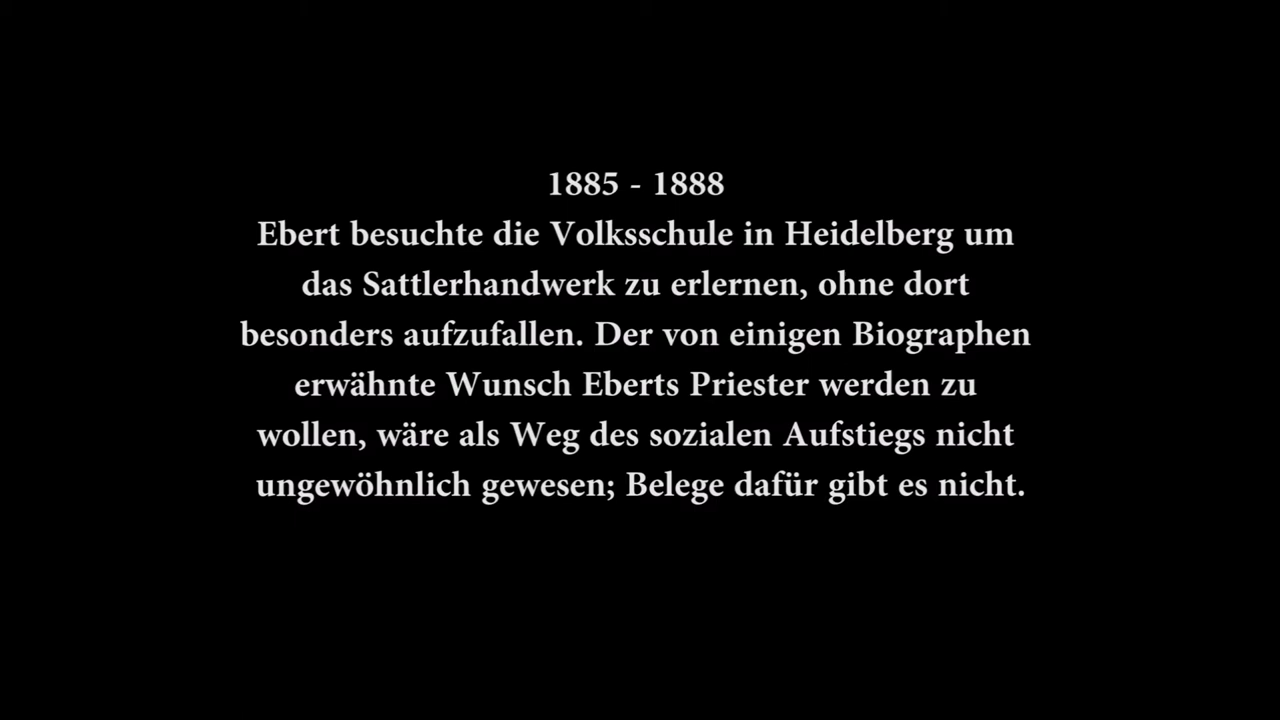 1885 - 1888
Ebert besuchte die Volksschule in Heidelberg um
das Sattlerhandwerk zu erlernen, ohne dort
besonders aufzufallen. Der von einigen Biographen
erwähnte Wunsch Eberts Priester werden zu
wollen, wäre als Weg des sozialen Aufstiegs nicht
ungewöhnlich gewesen; Belege dafür gibt es nicht.